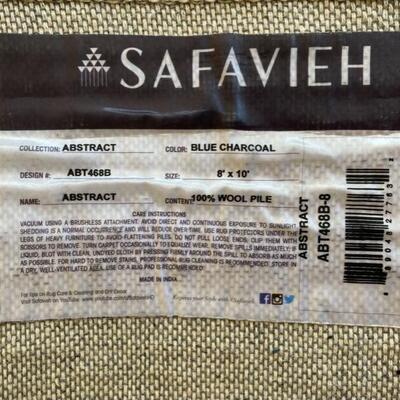 SAFAVIEH
COLLECTION: ABSTRACT COLOR: BLUE CHARCOAL
DESIGN #: ABT468B SIZE: 8' x 10'
NAME: ABSTRACT CONTENT: 100% WOOL PILE
CARE INSTRUCTIONS
VACUUM USING A BRUSHLESS ATTACHMENT. AVOID DIRECT AND CONTINUOUS EXPOSURE TO SUNLIGHT.
SHEDDING IS A NORMAL OCCURRENCE AND WILL REDUCE OVER TIME. USE RUG PROTECTORS UNDER THE
LEGS OF HEAVY FURNITURE TO AVOID FLATTENING PILES. DO NOT PULL LOOSE ENDS; CLIP THEM WITH
SCISSORS TO REMOVE. TURN CARPET OCCASIONALLY TO EQUALIZE WEAR. REMOVE SPILLS IMMEDIATELY; IF
LIQUID, BLOT WITH CLEAN, UNDYED CLOTH BY PRESSING FIRMLY AROUND THE SPILL TO ABSORB AS MUCH
AS POSSIBLE. FOR HARD TO REMOVE STAINS, PROFESSIONAL RUG CLEANING IS RECOMMENDED. STORE IN
A DRY, WELL-VENTILATED AREA. USE OF A RUG PAD IS RECOMMENDED.
MADE IN INDIA
For tips on Rug Care & Cleaning and DIY Decor
Visit Safavieh on YouTube
Express your Style with
ABSTRACT
ABT468B-8